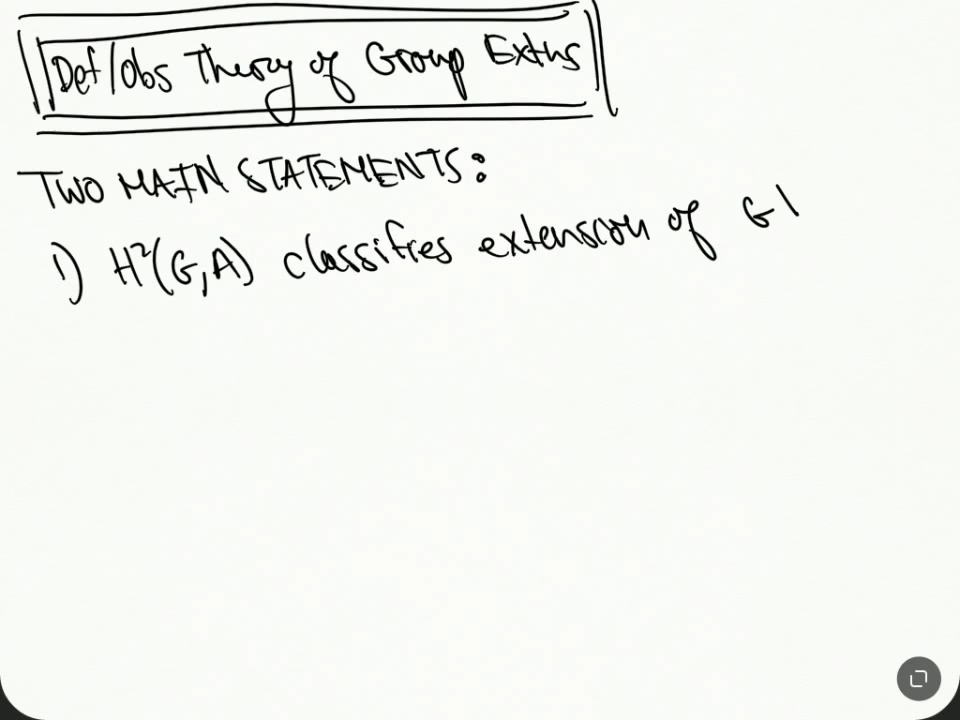 Def/Obs Theory of Group Extns
TWO MAIN STATEMENTS:
1) H²(G,A) classifies extension of G